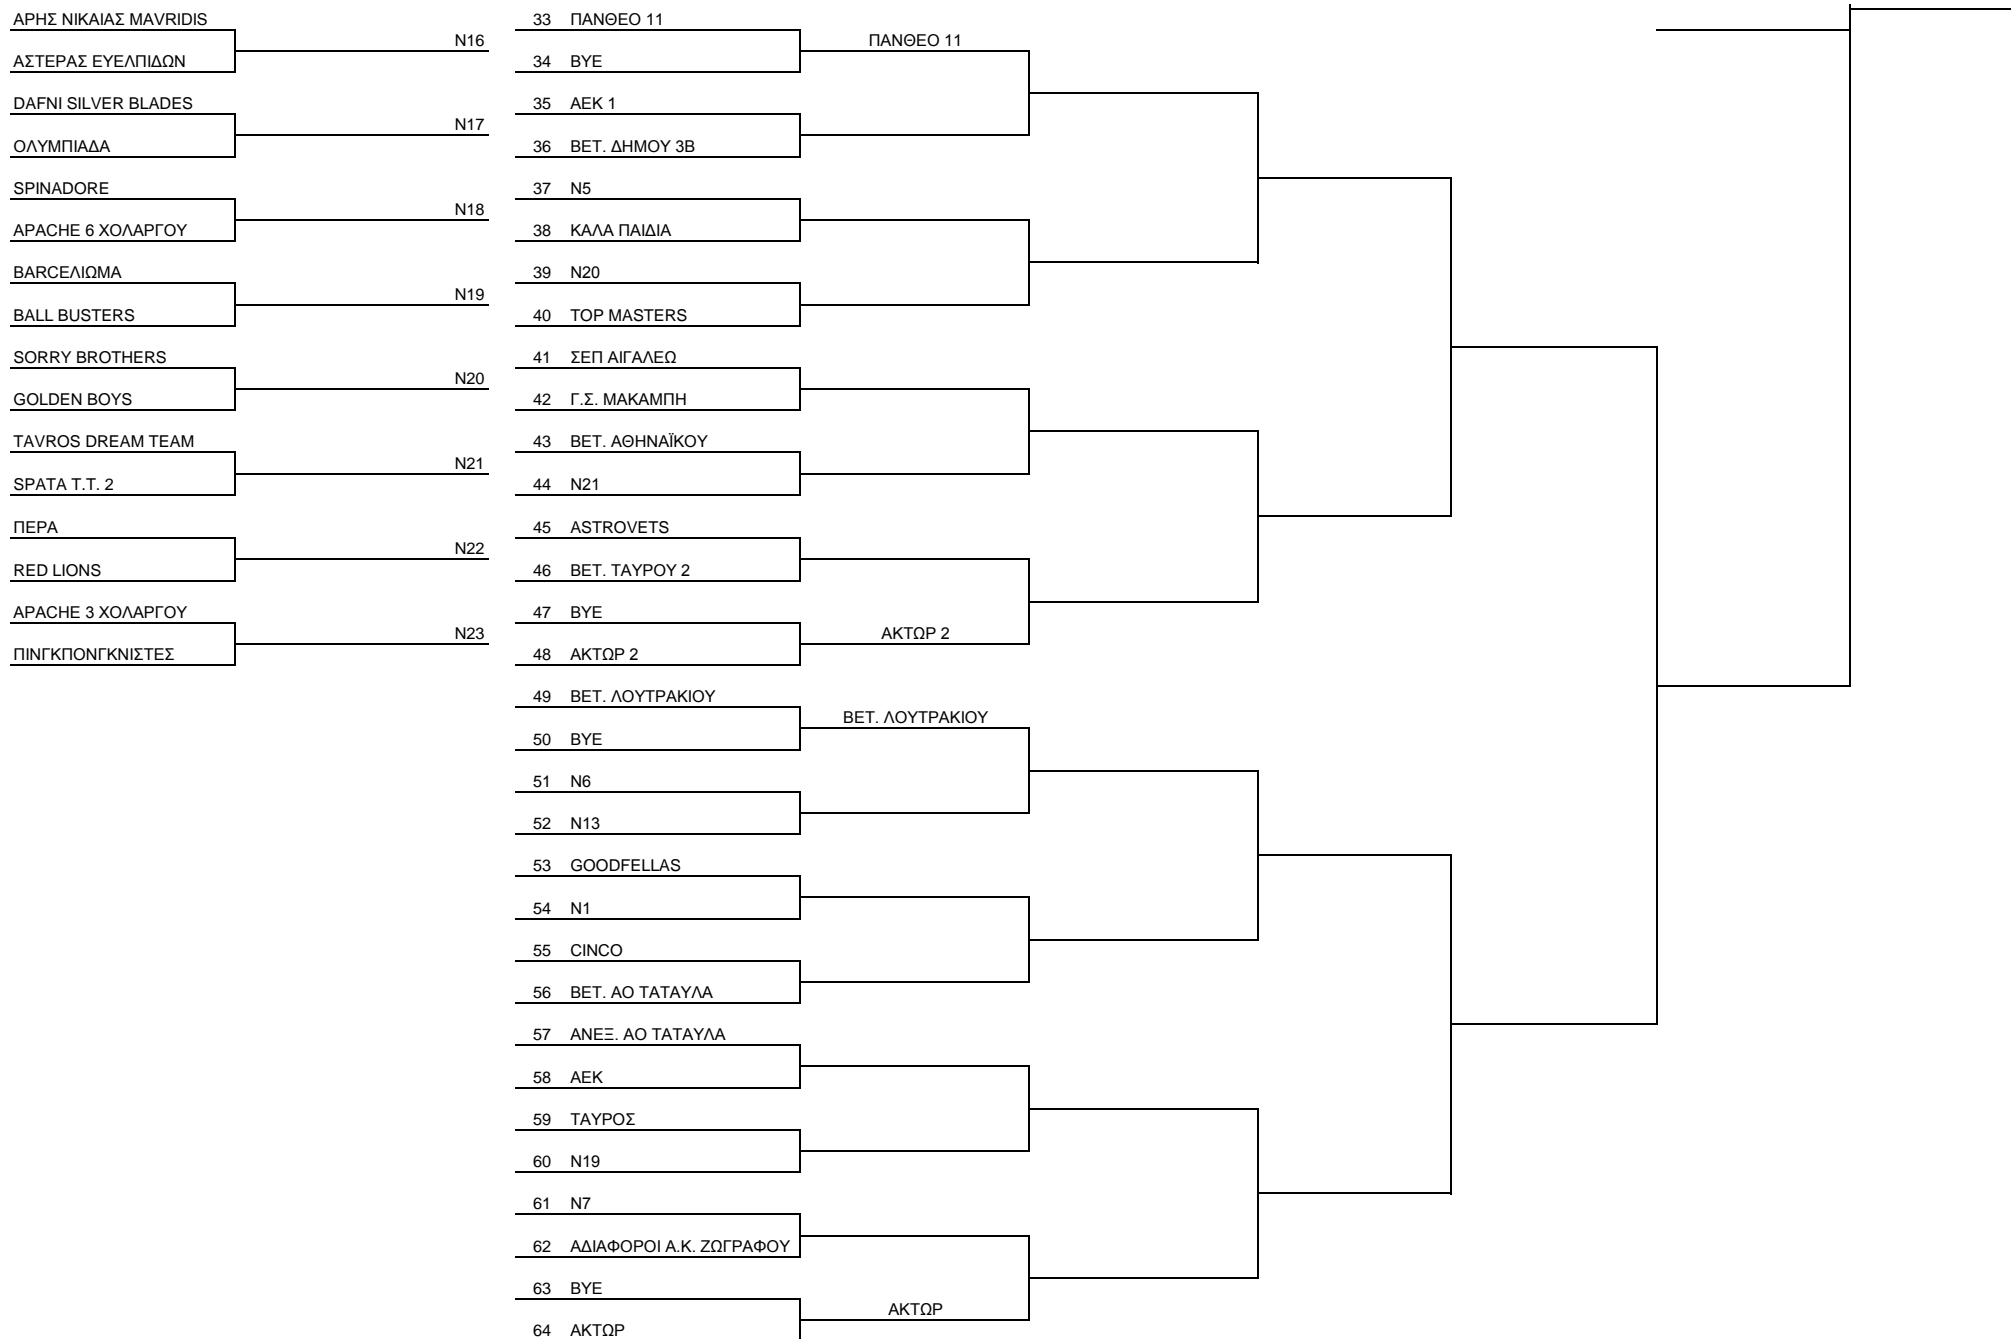 ΑΡΗΣ ΝΙΚΑΙΑΣ MAVRIDIS
N16
ΑΣΤΕΡΑΣ ΕΥΕΛΠΙΔΩΝ
DAFNI SILVER BLADES
N17
ΟΛΥΜΠΙΑΔΑ
SPINADORE
N18
APACHE 6 ΧΟΛΑΡΓΟΥ
BARCEΛΙΩΜΑ
N19
BALL BUSTERS
SORRY BROTHERS
N20
GOLDEN BOYS
TAVROS DREAM TEAM
N21
SPATA T.T. 2
ΠΕΡΑ
N22
RED LIONS
APACHE 3 ΧΟΛΑΡΓΟΥ
N23
ΠΙΝΓΚΠΟΝΓΚΝΙΣΤΕΣ
33 ΠΑΝΘΕΟ 11
ΠΑΝΘΕΟ 11
34 BYE
35 ΑΕΚ 1
36 ΒΕΤ. ΔΗΜΟΥ 3Β
37 N5
38 ΚΑΛΑ ΠΑΙΔΙΑ
39 N20
40 TOP MASTERS
41 ΣΕΠ ΑΙΓΑΛΕΩ
42 Γ.Σ. ΜΑΚΑΜΠΗ
43 ΒΕΤ. ΑΘΗΝΑΪΚΟΥ
44 N21
45 ASTROVETS
46 ΒΕΤ. ΤΑΥΡΟΥ 2
47 BYE
ΑΚΤΩΡ 2
48 ΑΚΤΩΡ 2
49 ΒΕΤ. ΛΟΥΤΡΑΚΙΟΥ
ΒΕΤ. ΛΟΥΤΡΑΚΙΟΥ
50 BYE
51 N6
52 N13
53 GOODFELLAS
54 N1
55 CINCO
56 ΒΕΤ. ΑΟ ΤΑΤΑΥΛΑ
57 ΑΝΕΞ. ΑΟ ΤΑΤΑΥΛΑ
58 ΑΕΚ
59 ΤΑΥΡΟΣ
60 N19
61 N7
62 ΑΔΙΑΦΟΡΟΙ Α.Κ. ΖΩΓΡΑΦΟΥ
63 BYE
ΑΚΤΩΡ
64 ΑΚΤΩΡ